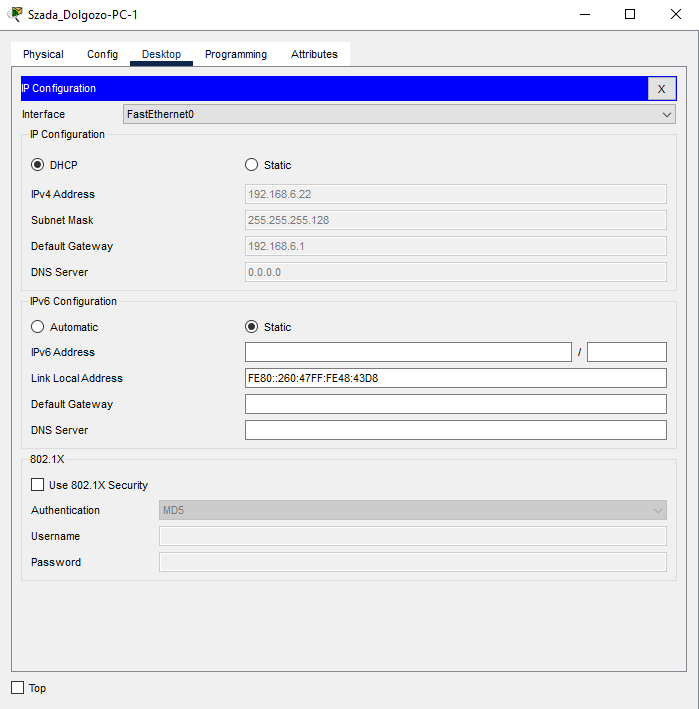 Szada_Dolgozo-PC-1
Physical Config Desktop Programming Attributes
IP Configuration X
Interface FastEthernet0
IP Configuration
DHCP Static
IPv4 Address 192.168.6.22
Subnet Mask 255.255.255.128
Default Gateway 192.168.6.1
DNS Server 0.0.0.0
IPv6 Configuration
Automatic Static
IPv6 Address /
Link Local Address FE80::260:47FF:FE48:43D8
Default Gateway
DNS Server
802.1X
Use 802.1X Security
Authentication MD5
Username
Password
Top